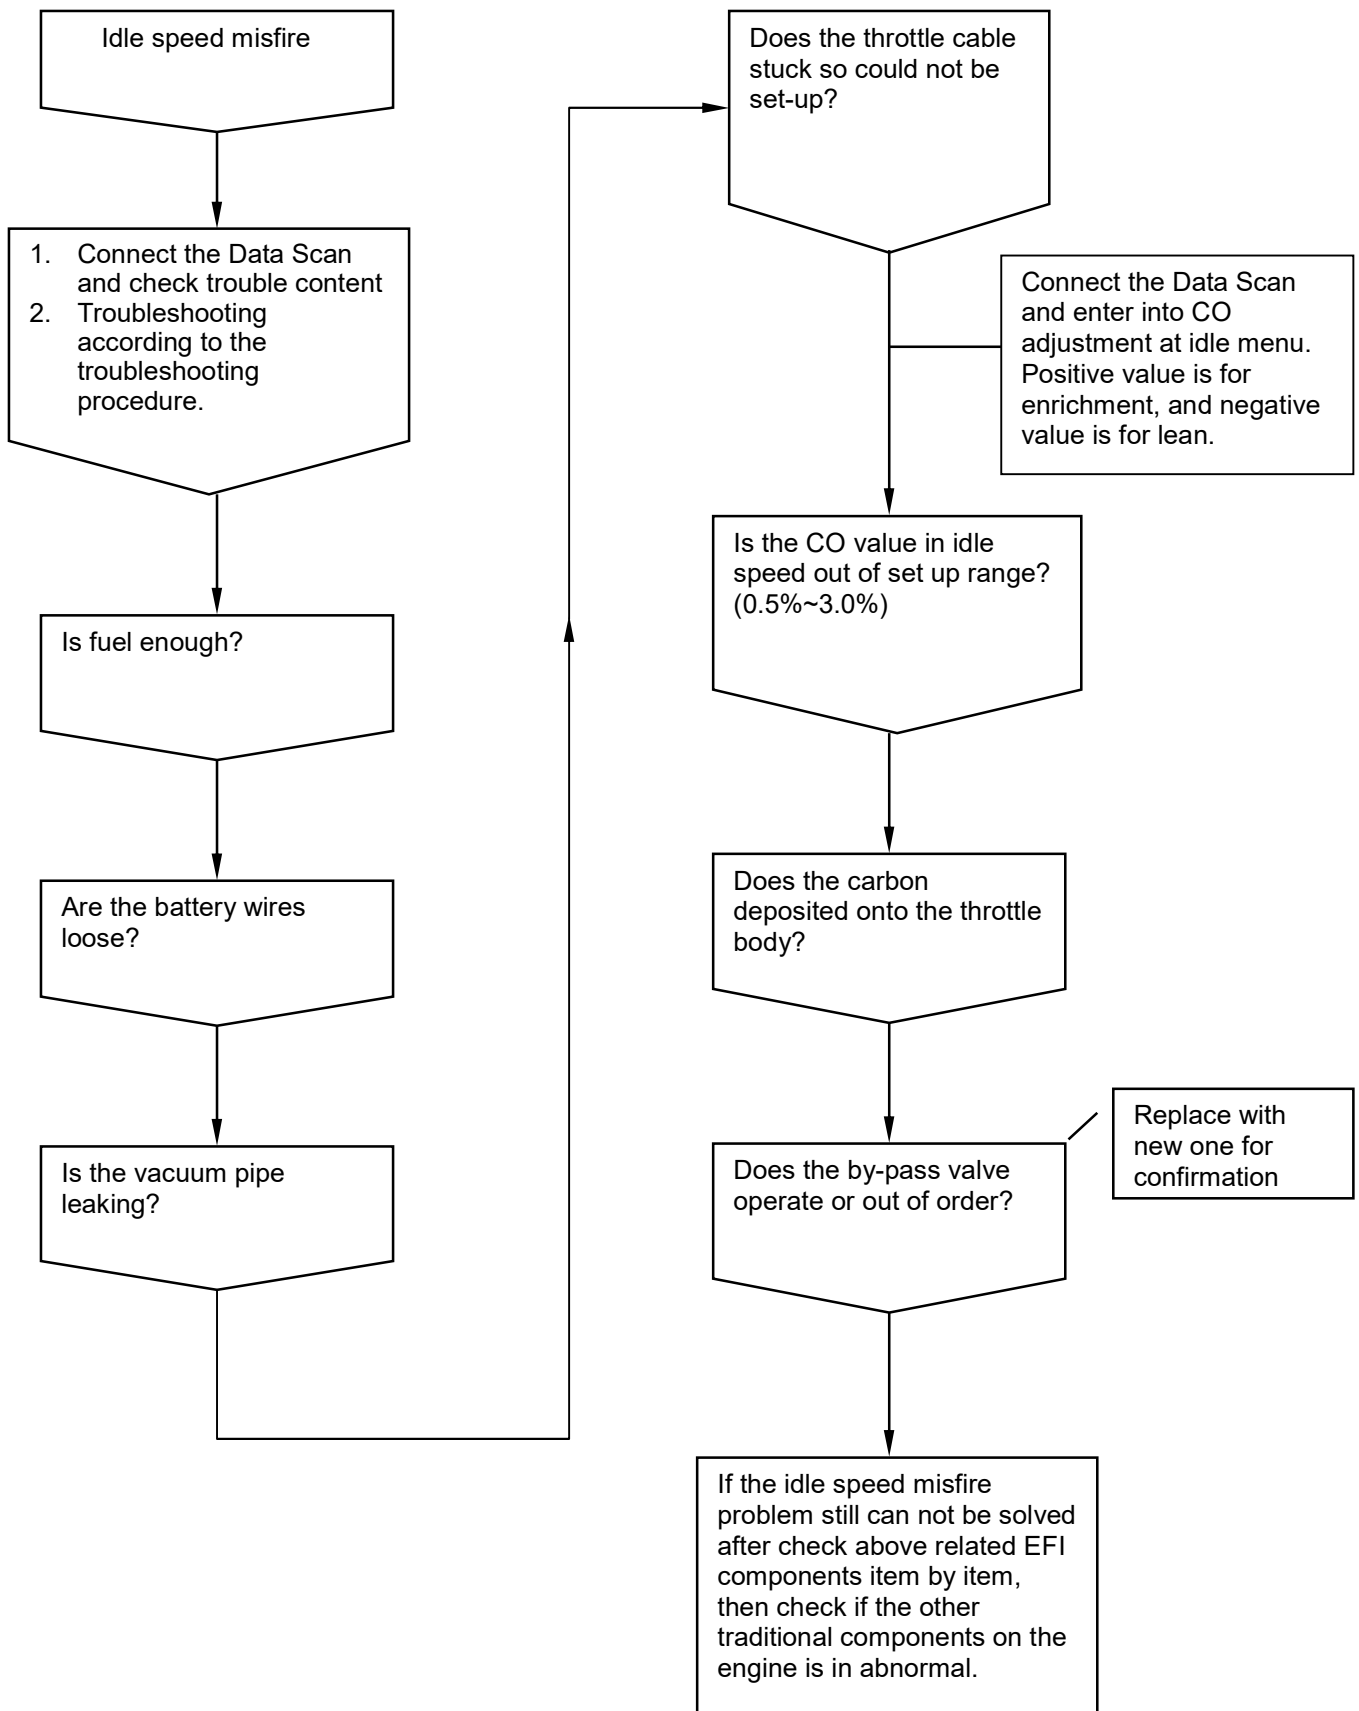 Idle speed misfire
1. Connect the Data Scan
and check trouble content
2. Troubleshooting
according to the
troubleshooting
procedure.
Is fuel enough?
Are the battery wires
loose?
Is the vacuum pipe
leaking?
Does the throttle cable
stuck so could not be
set-up?
Connect the Data Scan
and enter into CO
adjustment at idle menu.
Positive value is for
enrichment, and negative
value is for lean.
Is the CO value in idle
speed out of set up range?
(0.5%~3.0%)
Does the carbon
deposited onto the throttle
body?
Does the by-pass valve
operate or out of order?
Replace with
new one for
confirmation
If the idle speed misfire
problem still can not be solved
after check above related EFI
components item by item,
then check if the other
traditional components on the
engine is in abnormal.